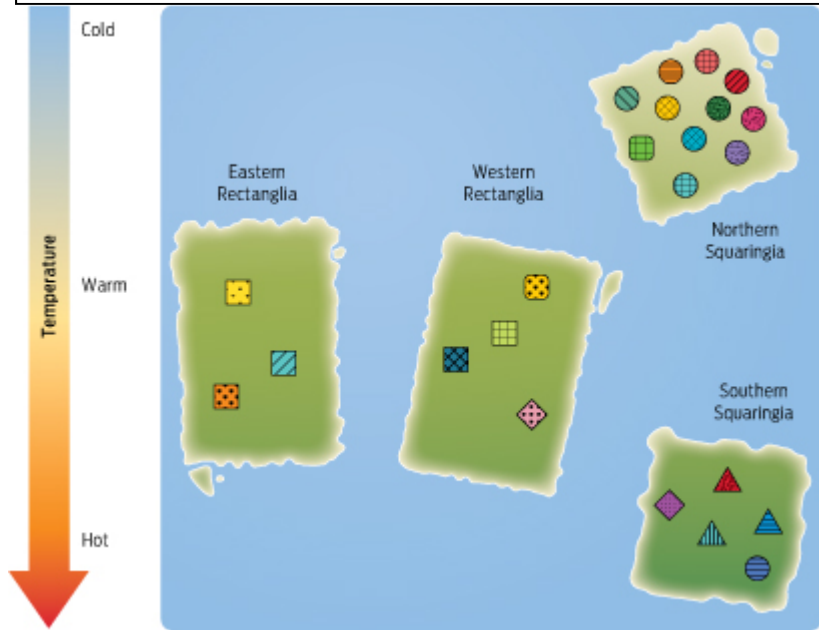 Cold
Warm
Hot
Temperature
Eastern
Rectanglia
Western
Rectanglia
Northern
Squaringia
Southern
Squaringia